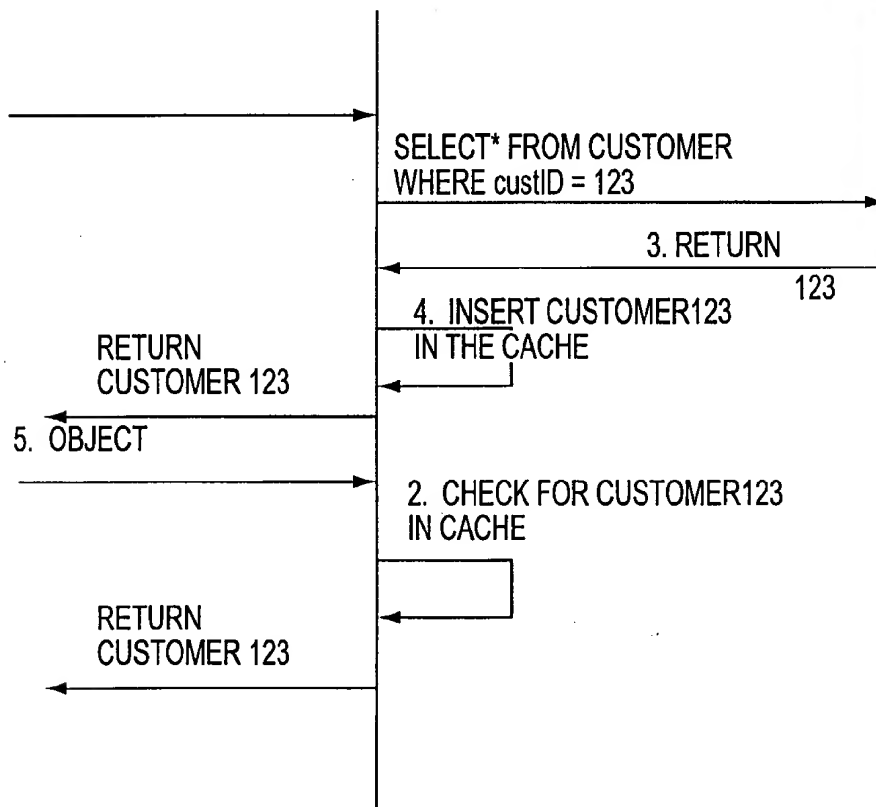 SELECT* FROM CUSTOMER
WHERE custID = 123
3. RETURN
123
4. INSERT CUSTOMER123
IN THE CACHE
RETURN
CUSTOMER 123
5. OBJECT
2. CHECK FOR CUSTOMER123
IN CACHE
RETURN
CUSTOMER 123